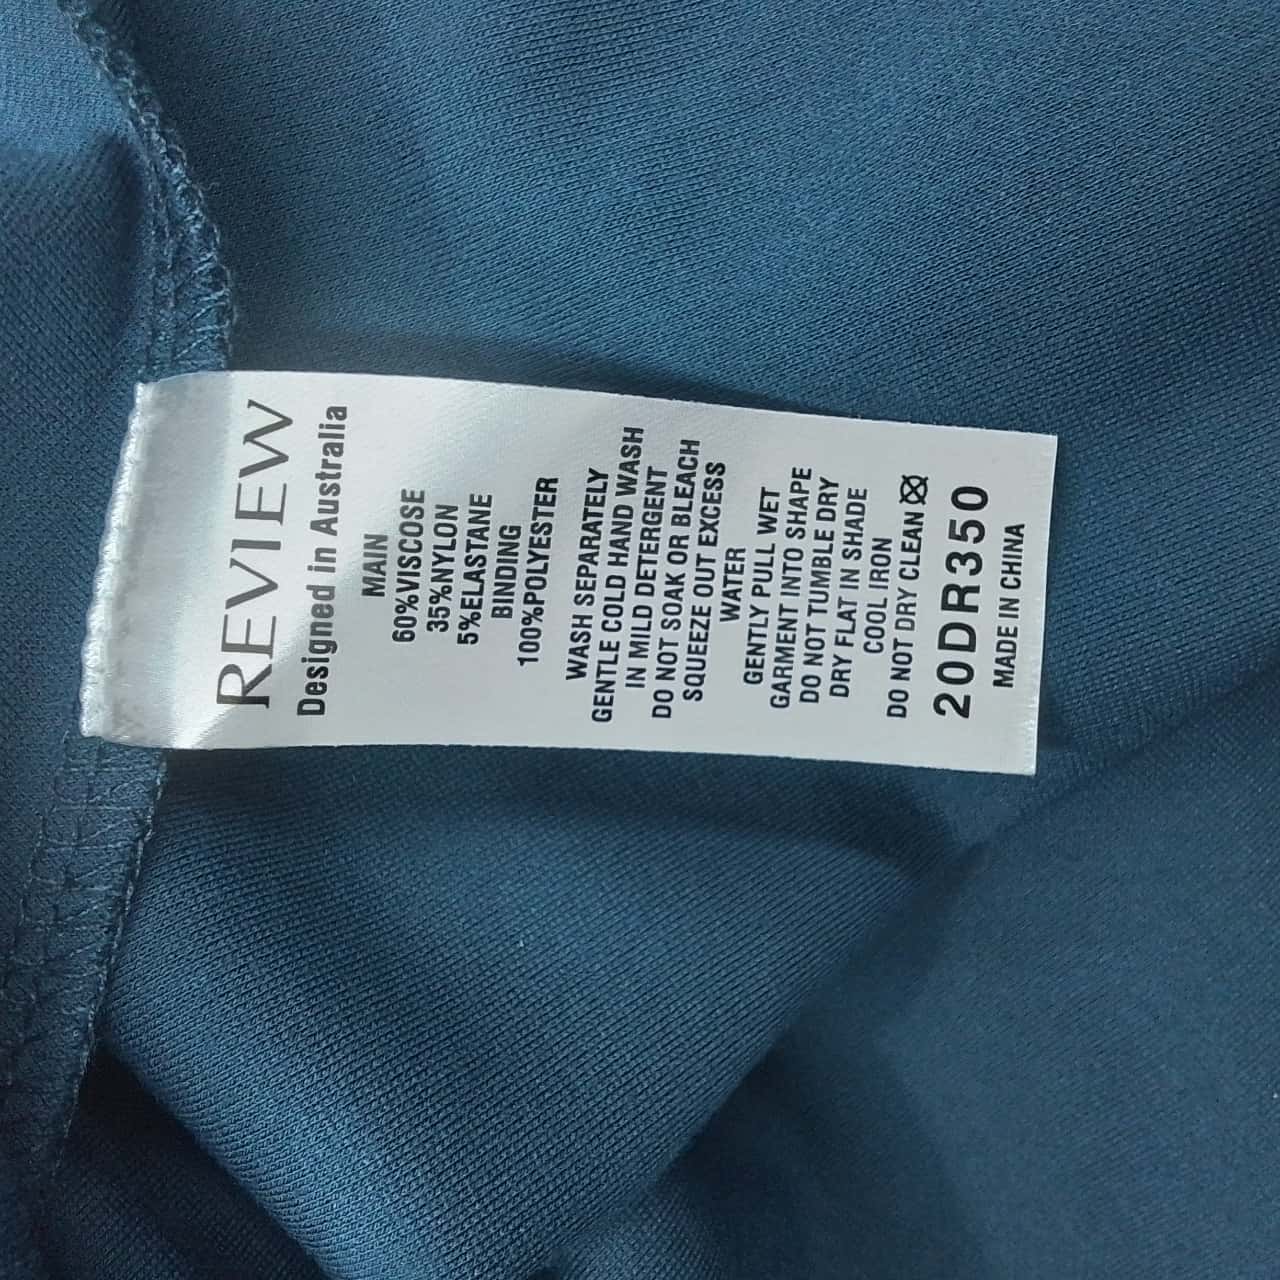 REVIEW
Designed in Australia
MAIN
60%VISCOSE
35%NYLON
5%ELASTANE
BINDING
100%POLYESTER
WASH SEPARATELY
GENTLE COLD HAND WASH
IN MILD DETERGENT
DO NOT SOAK OR BLEACH
SQUEEZE OUT EXCESS
WATER
GENTLY PULL WET
GARMENT INTO SHAPE
DO NOT TUMBLE DRY
DRY FLAT IN SHADE
COOL IRON
DO NOT DRY CLEAN
20DR350
MADE IN CHINA